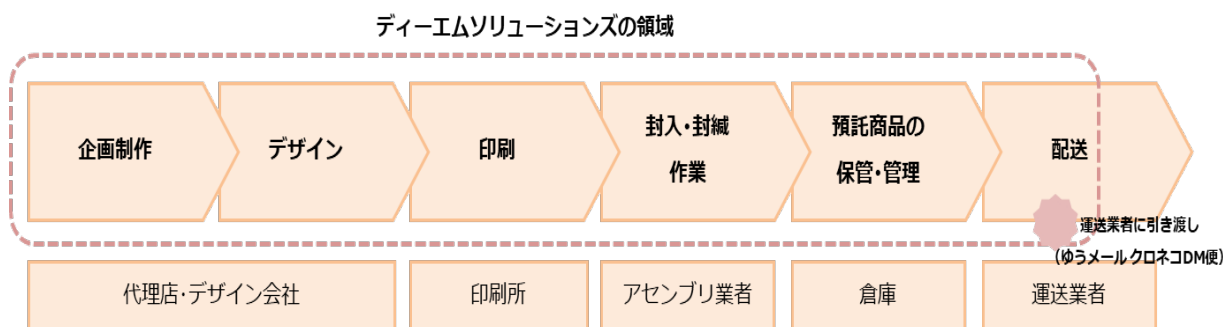 ディーエムソリューションズの領域
企画制作
デザイン
印刷
封入・封緘
作業
預託商品の
保管・管理
配送
運送業者に引き渡し
(ゆうメール クロネコDM便)
代理店・デザイン会社
印刷所
アセンブリ業者
倉庫
運送業者